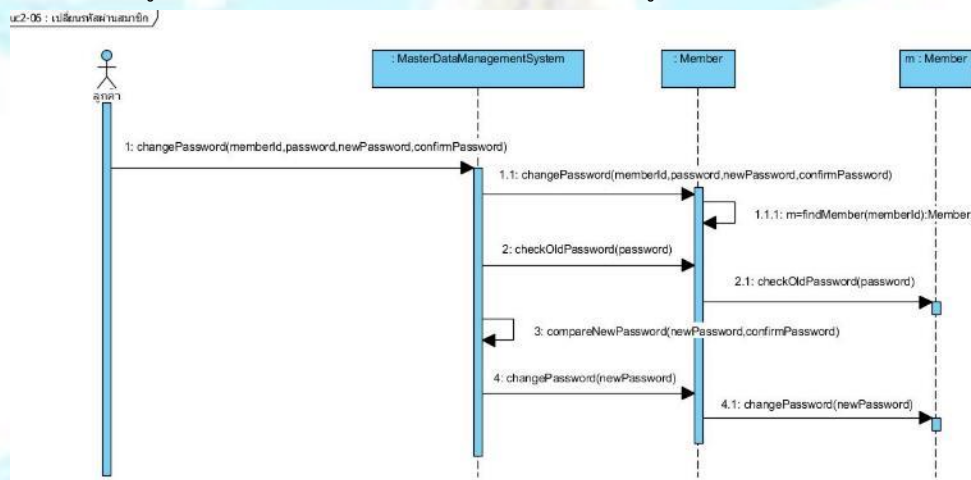 uc2-06 : เปลี่ยนรหัสผ่านสมาชิก
: MasterDataManagementSystem
: Member
m : Member
ลูกค้า
1: changePassword(memberId,password,newPassword,confirmPassword)
1.1: changePassword(memberId,password,newPassword,confirmPassword)
1.1.1: m=findMember(memberId):Member
2: checkOldPassword(password)
2.1: checkOldPassword(password)
3: compareNewPassword(newPassword,confirmPassword)
4: changePassword(newPassword)
4.1: changePassword(newPassword)